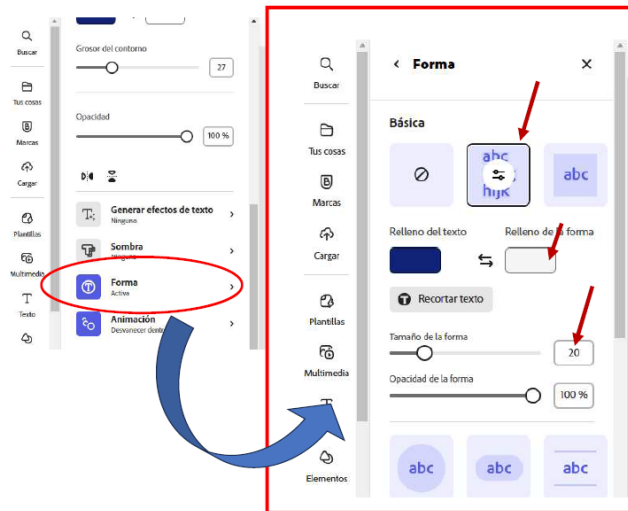 Buscar
Tus cosas
Marcas
Cargar
Plantillas
Multimedia
Texto
Grosor del contorno
27
Opacidad
100 %
Generar efectos de texto
Ninguno
Sombra
Ninguno
Forma
Activa
Animación
Desvanecer dent
Buscar
Tus cosas
Marcas
Cargar
Plantillas
Multimedia
Elementos
Forma
Básica
abc
hijk
abc
Relleno del texto
Relleno de la forma
Recortar texto
Tamaño de la forma
20
Opacidad de la forma
100 %
abc
abc
abc